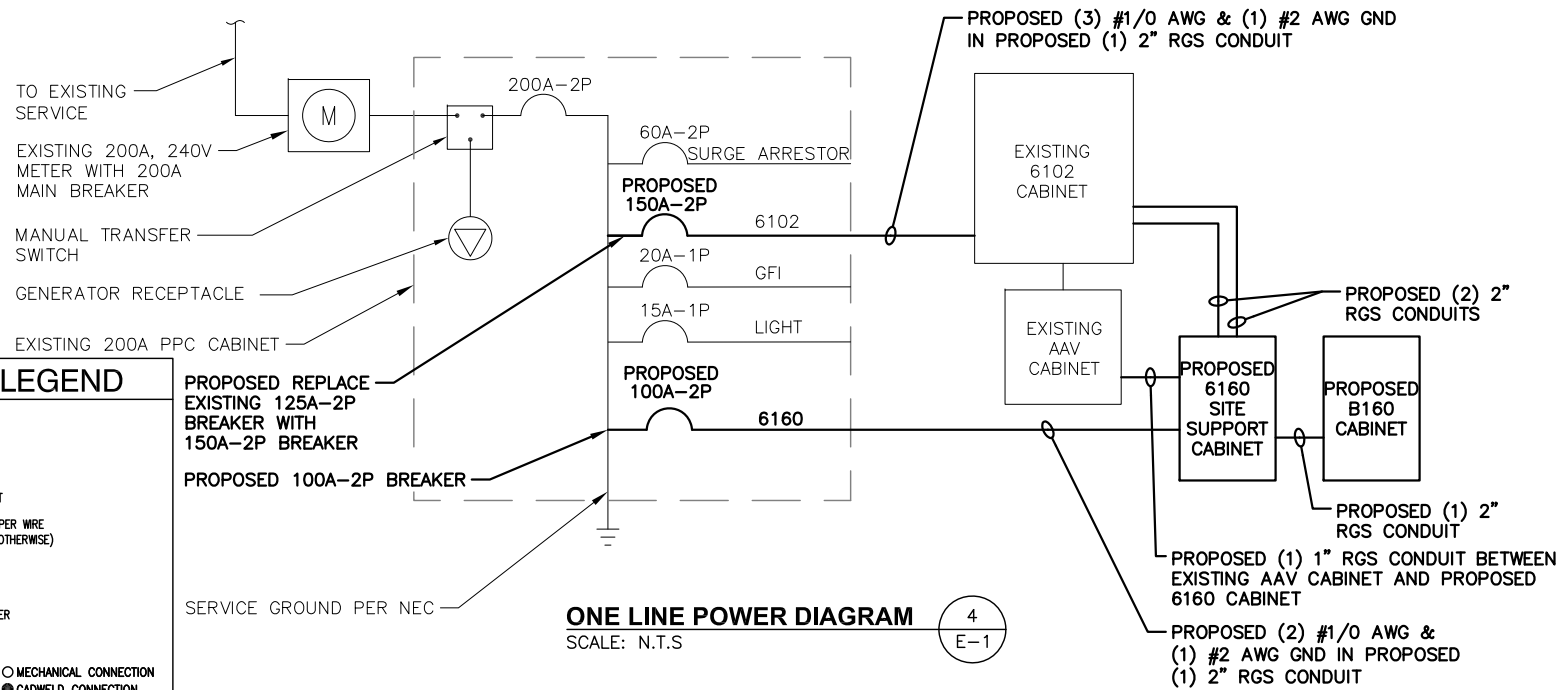 PROPOSED (3) #1/0 AWG & (1) #2 AWG GND
IN PROPOSED (1) 2" RGS CONDUIT
TO EXISTING
SERVICE
M
200A-2P
EXISTING 200A, 240V
METER WITH 200A
MAIN BREAKER
60A-2P
SURGE ARRESTOR
EXISTING
6102
CABINET
PROPOSED
150A-2P
6102
MANUAL TRANSFER
SWITCH
20A-1P
GFI
GENERATOR RECEPTACLE
PROPOSED (2) 2"
RGS CONDUITS
15A-1P
LIGHT
EXISTING
AAV
CABINET
EXISTING 200A PPC CABINET
LEGEND
PROPOSED REPLACE
EXISTING 125A-2P
BREAKER WITH
150A-2P BREAKER
PROPOSED
100A-2P
6160
PROPOSED
6160
SITE
SUPPORT
CABINET
PROPOSED
B160
CABINET
PROPOSED 100A-2P BREAKER
T
PER WIRE
OTHERWISE)
PROPOSED (1) 2"
RGS CONDUIT
PROPOSED (1) 1" RGS CONDUIT BETWEEN
EXISTING AAV CABINET AND PROPOSED
6160 CABINET
ER
SERVICE GROUND PER NEC
ONE LINE POWER DIAGRAM
SCALE: N.T.S
4
E-1
PROPOSED (2) #1/0 AWG &
(1) #2 AWG GND IN PROPOSED
(1) 2" RGS CONDUIT
MECHANICAL CONNECTION
CADWELD CONNECTION